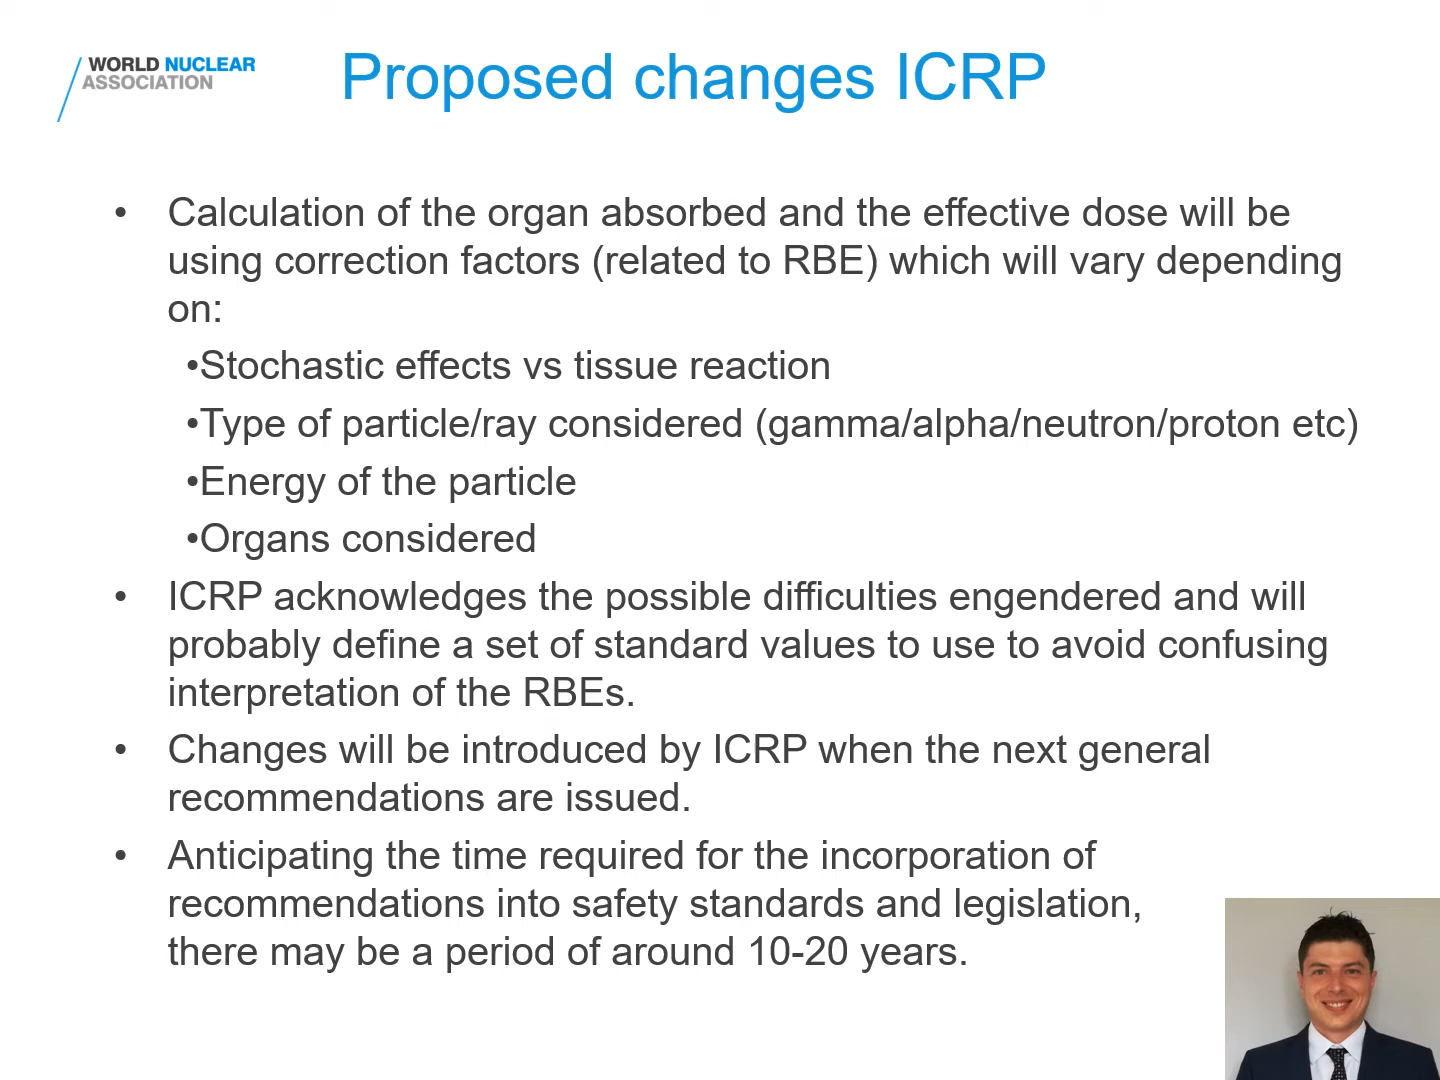 WORLD NUCLEAR
ASSOCIATION
Proposed changes ICRP
• Calculation of the organ absorbed and the effective dose will be
using correction factors (related to RBE) which will vary depending
on:
•Stochastic effects vs tissue reaction
•Type of particle/ray considered (gamma/alpha/neutron/proton etc)
•Energy of the particle
•Organs considered
• ICRP acknowledges the possible difficulties engendered and will
probably define a set of standard values to use to avoid confusing
interpretation of the RBEs.
• Changes will be introduced by ICRP when the next general
recommendations are issued.
• Anticipating the time required for the incorporation of
recommendations into safety standards and legislation,
there may be a period of around 10-20 years.